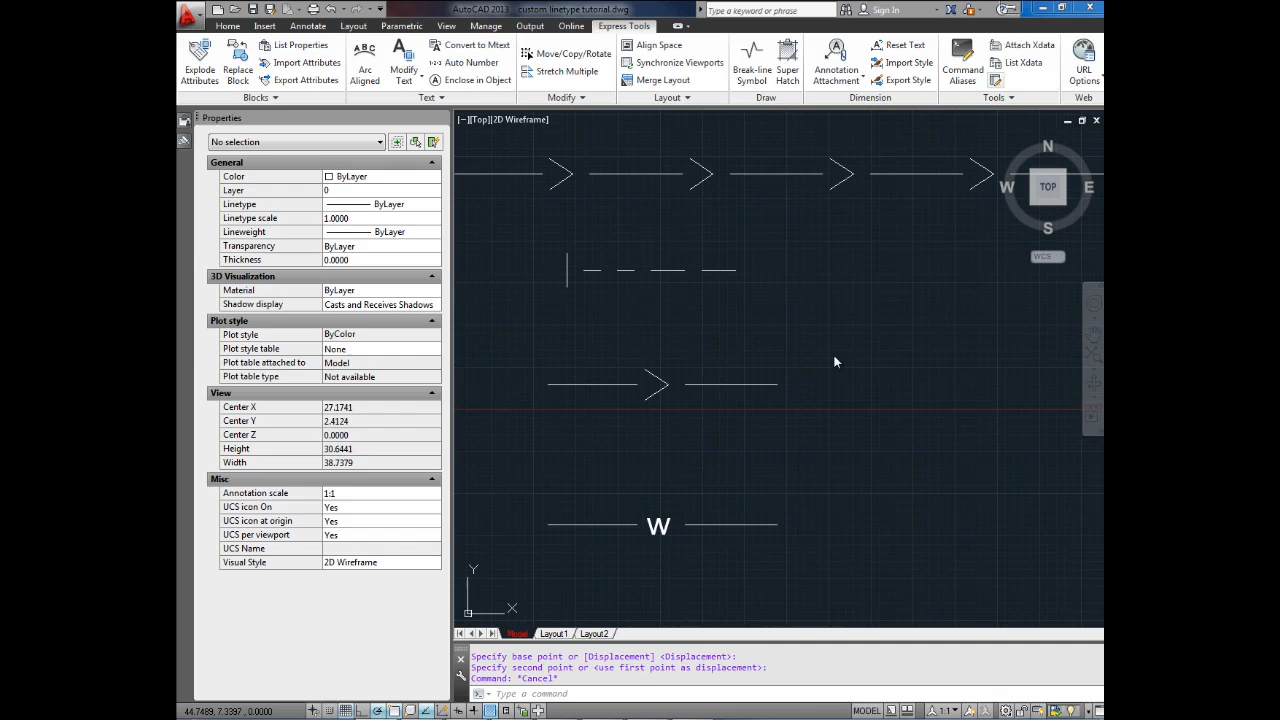 AutoCAD 2013 custom linetype tutorial.dwg
Type a keyword or phrase
Sign In
Home Insert Annotate Layout Parametric View Manage Output Online Express Tools
Explode Attributes
Replace Block
List Properties
Import Attributes
Export Attributes
Blocks
Arc Aligned
Modify Text
Convert to Mtext
Auto Number
Enclose in Object
Text
Move/Copy/Rotate
Stretch Multiple
Modify
Align Space
Synchronize Viewports
Merge Layout
Layout
Break-line Symbol
Super Hatch
Draw
Annotation Attachment
Reset Text
Import Style
Export Style
Dimension
Command Aliases
Attach Xdata
List Xdata
Tools
URL Options
Web
Properties
No selection
General
Color ByLayer
Layer 0
Linetype ByLayer
Linetype scale 1.0000
Lineweight ByLayer
Transparency ByLayer
Thickness 0.0000
3D Visualization
Material ByLayer
Shadow display Casts and Receives Shadows
Plot style
Plot style ByColor
Plot style table None
Plot table attached to Model
Plot table type Not available
View
Center X 27.1741
Center Y 2.4124
Center Z 0.0000
Height 30.6441
Width 38.7379
Misc
Annotation scale 1:1
UCS icon On Yes
UCS icon at origin Yes
UCS per viewport Yes
UCS Name
Visual Style 2D Wireframe
[−][Top][2D Wireframe]
N
W TOP E
S
WCS
W
Y
X
Model Layout1 Layout2
Specify base point or [Displacement] <Displacement>:
Specify second point or <use first point as displacement>:
Command: *Cancel*
Type a command
44.7489, 7.3397, 0.0000
MODEL
1:1